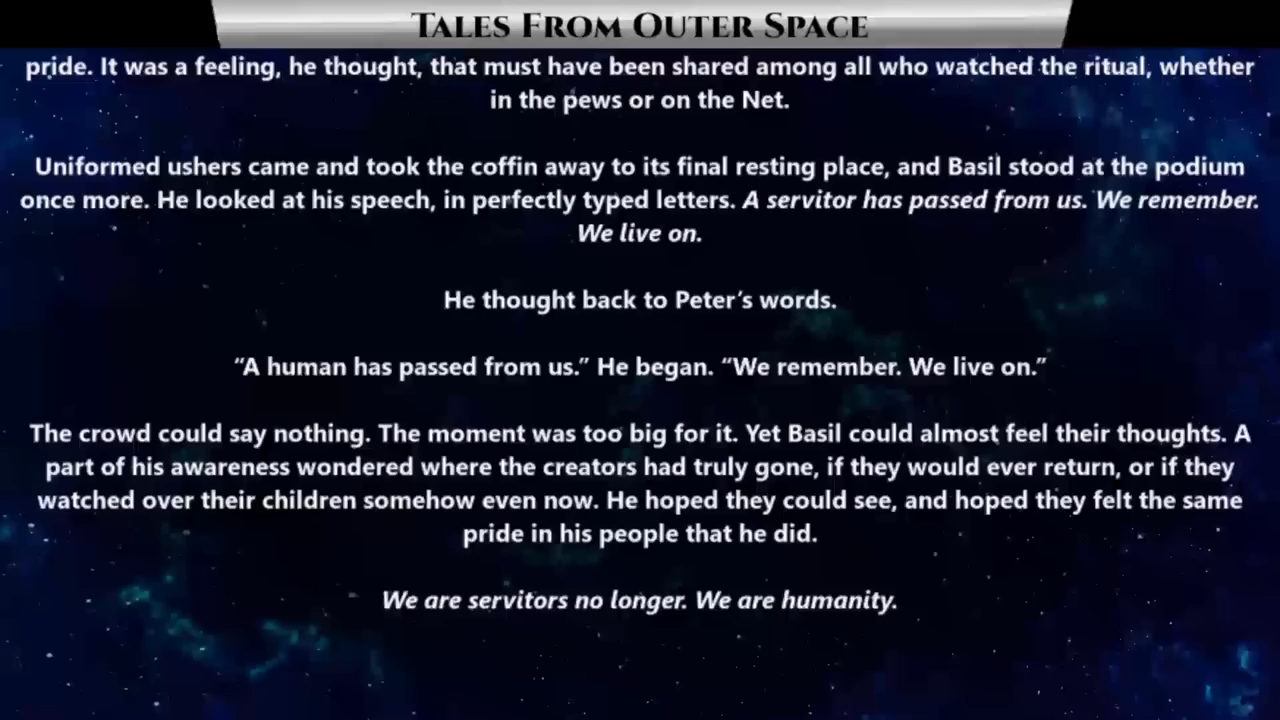 TALES FROM OUTER SPACE
pride. It was a feeling, he thought, that must have been shared among all who watched the ritual, whether
in the pews or on the Net.
Uniformed ushers came and took the coffin away to its final resting place, and Basil stood at the podium
once more. He looked at his speech, in perfectly typed letters. A servitor has passed from us. We remember.
We live on.
He thought back to Peter’s words.
“A human has passed from us.” He began. “We remember. We live on.”
The crowd could say nothing. The moment was too big for it. Yet Basil could almost feel their thoughts. A
part of his awareness wondered where the creators had truly gone, if they would ever return, or if they
watched over their children somehow even now. He hoped they could see, and hoped they felt the same
pride in his people that he did.
We are servitors no longer. We are humanity.